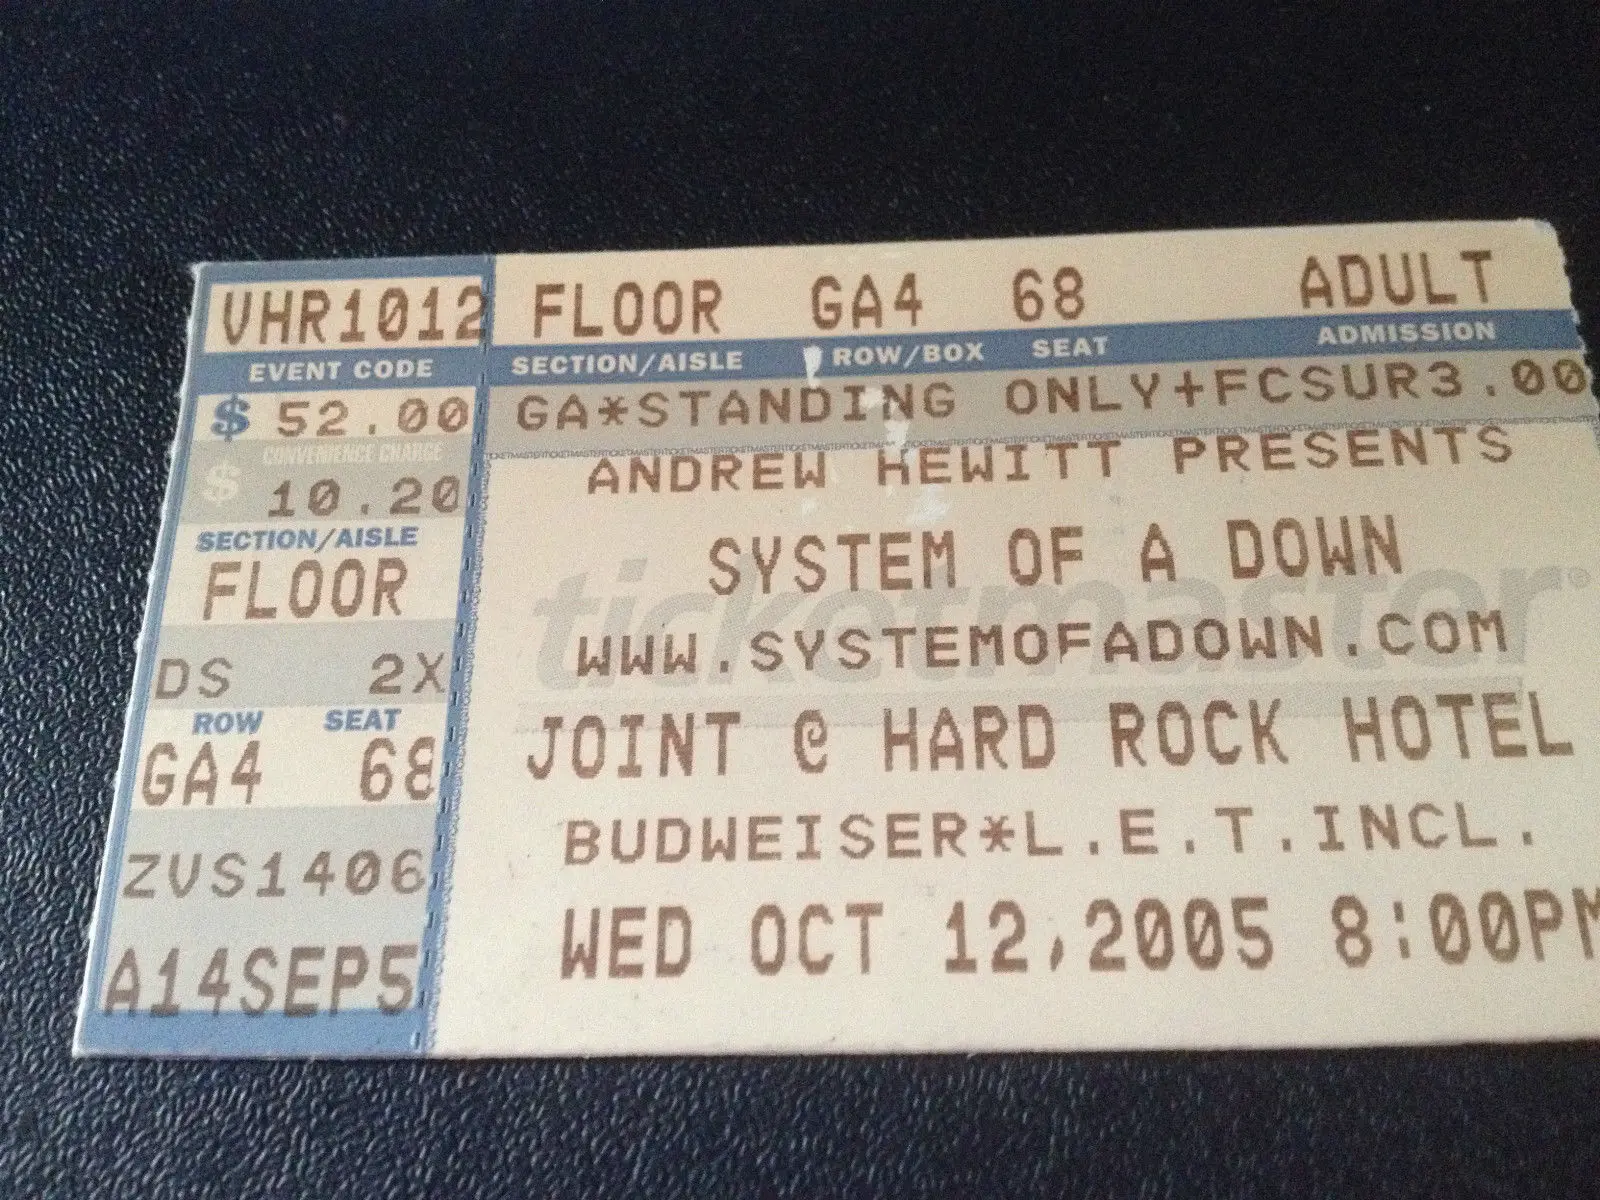 VHR1012 FLOOR GA4 68 ADULT
EVENT CODE SECTION/AISLE ROW/BOX SEAT ADMISSION
$ 52.00 GA*STANDING ONLY+FCSUR3.00
CONVENIENCE CHARGE
$ 10.20
SECTION/AISLE
FLOOR
DS 2X
ROW SEAT
GA4 68
ZVS1406
A14SEP5
ANDREW HEWITT PRESENTS
SYSTEM OF A DOWN
ticketmaster®
WWW.SYSTEMOFADOWN.COM
JOINT @ HARD ROCK HOTEL
BUDWEISER*L.E.T.INCL.
WED OCT 12,2005 8:00PM